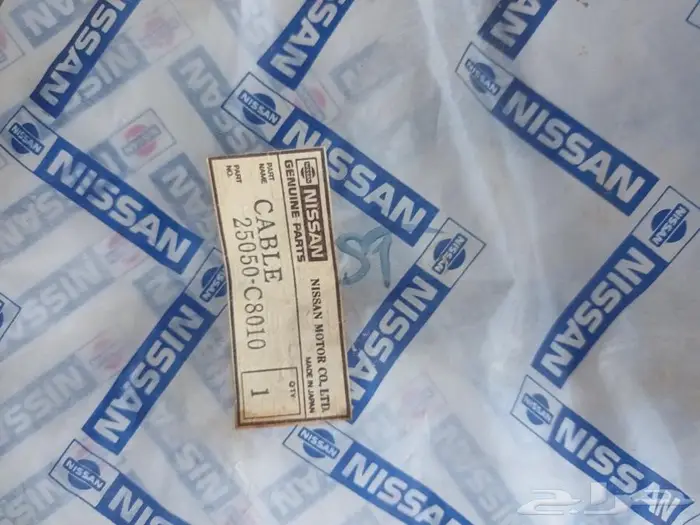 NISSAN
GENUINE PARTS
NISSAN MOTOR CO., LTD.
MADE IN JAPAN
PART NAME
CABLE
PART NO.
25050-C8010
QTY
1
NISSAN
NISSAN
NISSAN
NISSAN
NISSAN
NISSAN
NISSAN
NISSAN
NISSAN
NISSAN
NISSAN
حراج